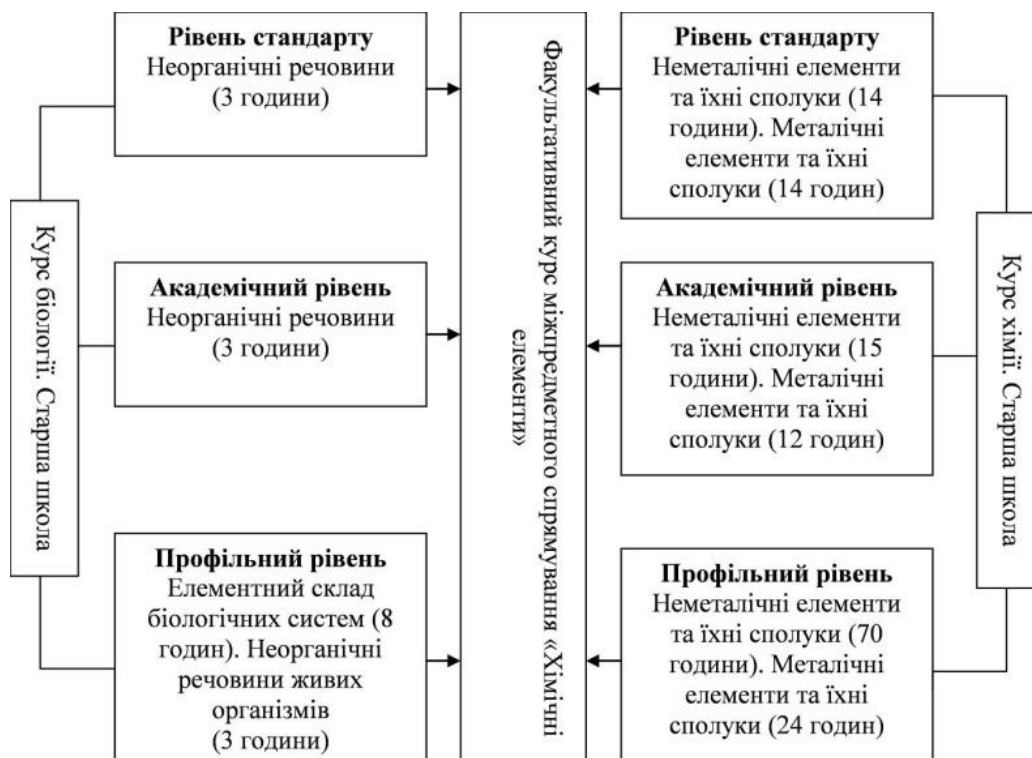 Курс біології. Старша школа
Рівень стандарту
Неорганічні речовини
(3 години)
Академічний рівень
Неорганічні речовини
(3 години)
Профільний рівень
Елементний склад
біологічних систем (8
годин). Неорганічні
речовини живих
організмів
(3 години)
Факультативний курс міжпредметного спрямування «Хімічні
елементи»
Рівень стандарту
Неметалічні елементи
та їхні сполуки (14
години). Металічні
елементи та їхні
сполуки (14 годин)
Академічний рівень
Неметалічні елементи
та їхні сполуки (15
години). Металічні
елементи та їхні
сполуки (12 годин)
Профільний рівень
Неметалічні елементи
та їхні сполуки (70
години). Металічні
елементи та їхні
сполуки (24 годин)
Курс хімії. Старша школа